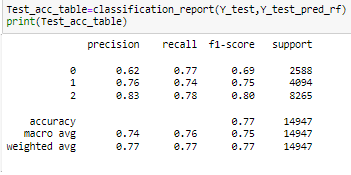 Test_acc_table=classification_report(Y_test,Y_test_pred_rf)
print(Test_acc_table)
precision recall f1-score support
0 0.62 0.77 0.69 2588
1 0.76 0.74 0.75 4094
2 0.83 0.78 0.80 8265
accuracy 0.77 14947
macro avg 0.74 0.76 0.75 14947
weighted avg 0.77 0.77 0.77 14947